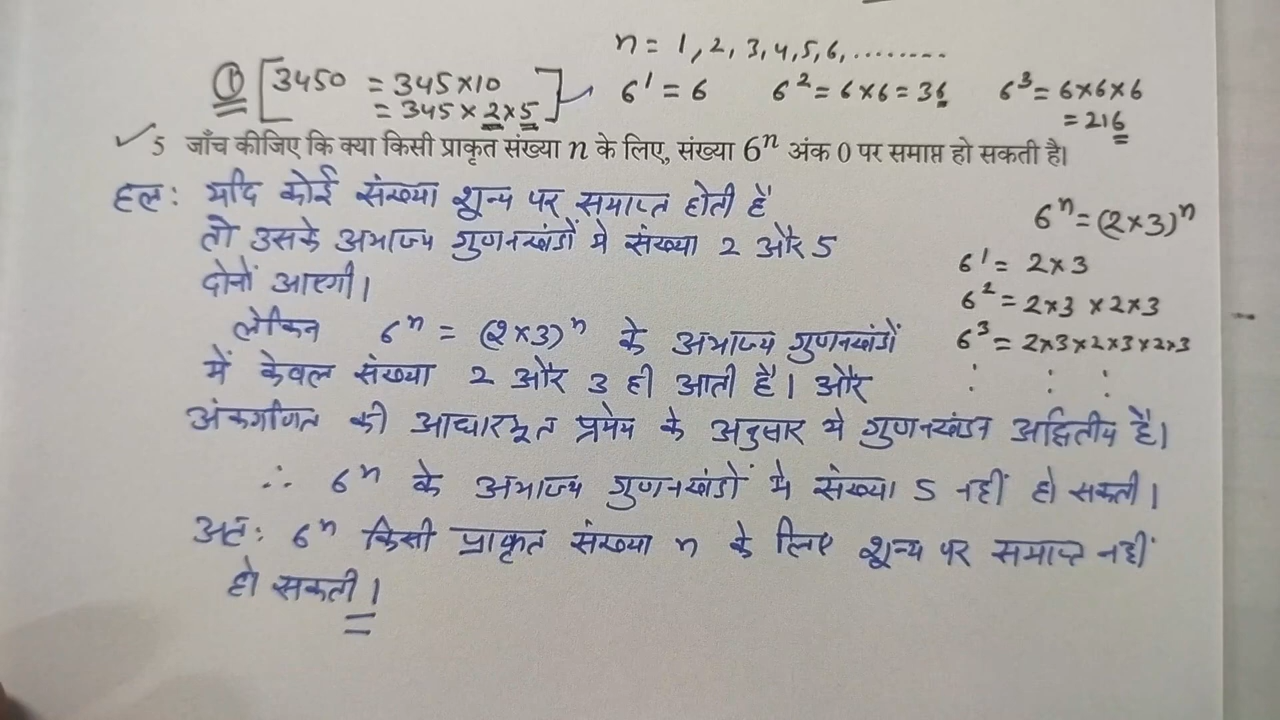 n = 1, 2, 3, 4, 5, 6, ........
① [3450 = 345×10
= 345 × 2 × 5]
6¹ = 6 6² = 6×6 = 36 6³ = 6×6×6
= 216
✓5 जाँच कीजिए कि क्या किसी प्राकृत संख्या n के लिए, संख्या 6ⁿ अंक 0 पर समाप्त हो सकती है।
हल: यदि कोई संख्या शून्य पर समाप्त होती है
तो उसके अभाज्य गुणनखंडों मे संख्या 2 और 5
दोनों आएगी।
6ⁿ = (2×3)ⁿ
6¹ = 2×3
6² = 2×3 ×2×3
6³ = 2×3×2×3×2×3
: : :
लेकिन 6ⁿ = (2×3)ⁿ के अभाज्य गुणनखंडों
में केवल संख्या 2 और 3 ही आती है। और
अंकगणित की आधारभूत प्रमेय के अनुसार ये गुणनखंडन अद्वितीय है।
∴ 6ⁿ के अभाज्य गुणनखंडों मे संख्या 5 नहीं हो सकती।
अत: 6ⁿ किसी प्राकृत संख्या n के लिए शून्य पर समाप्त नहीं
हो सकती।